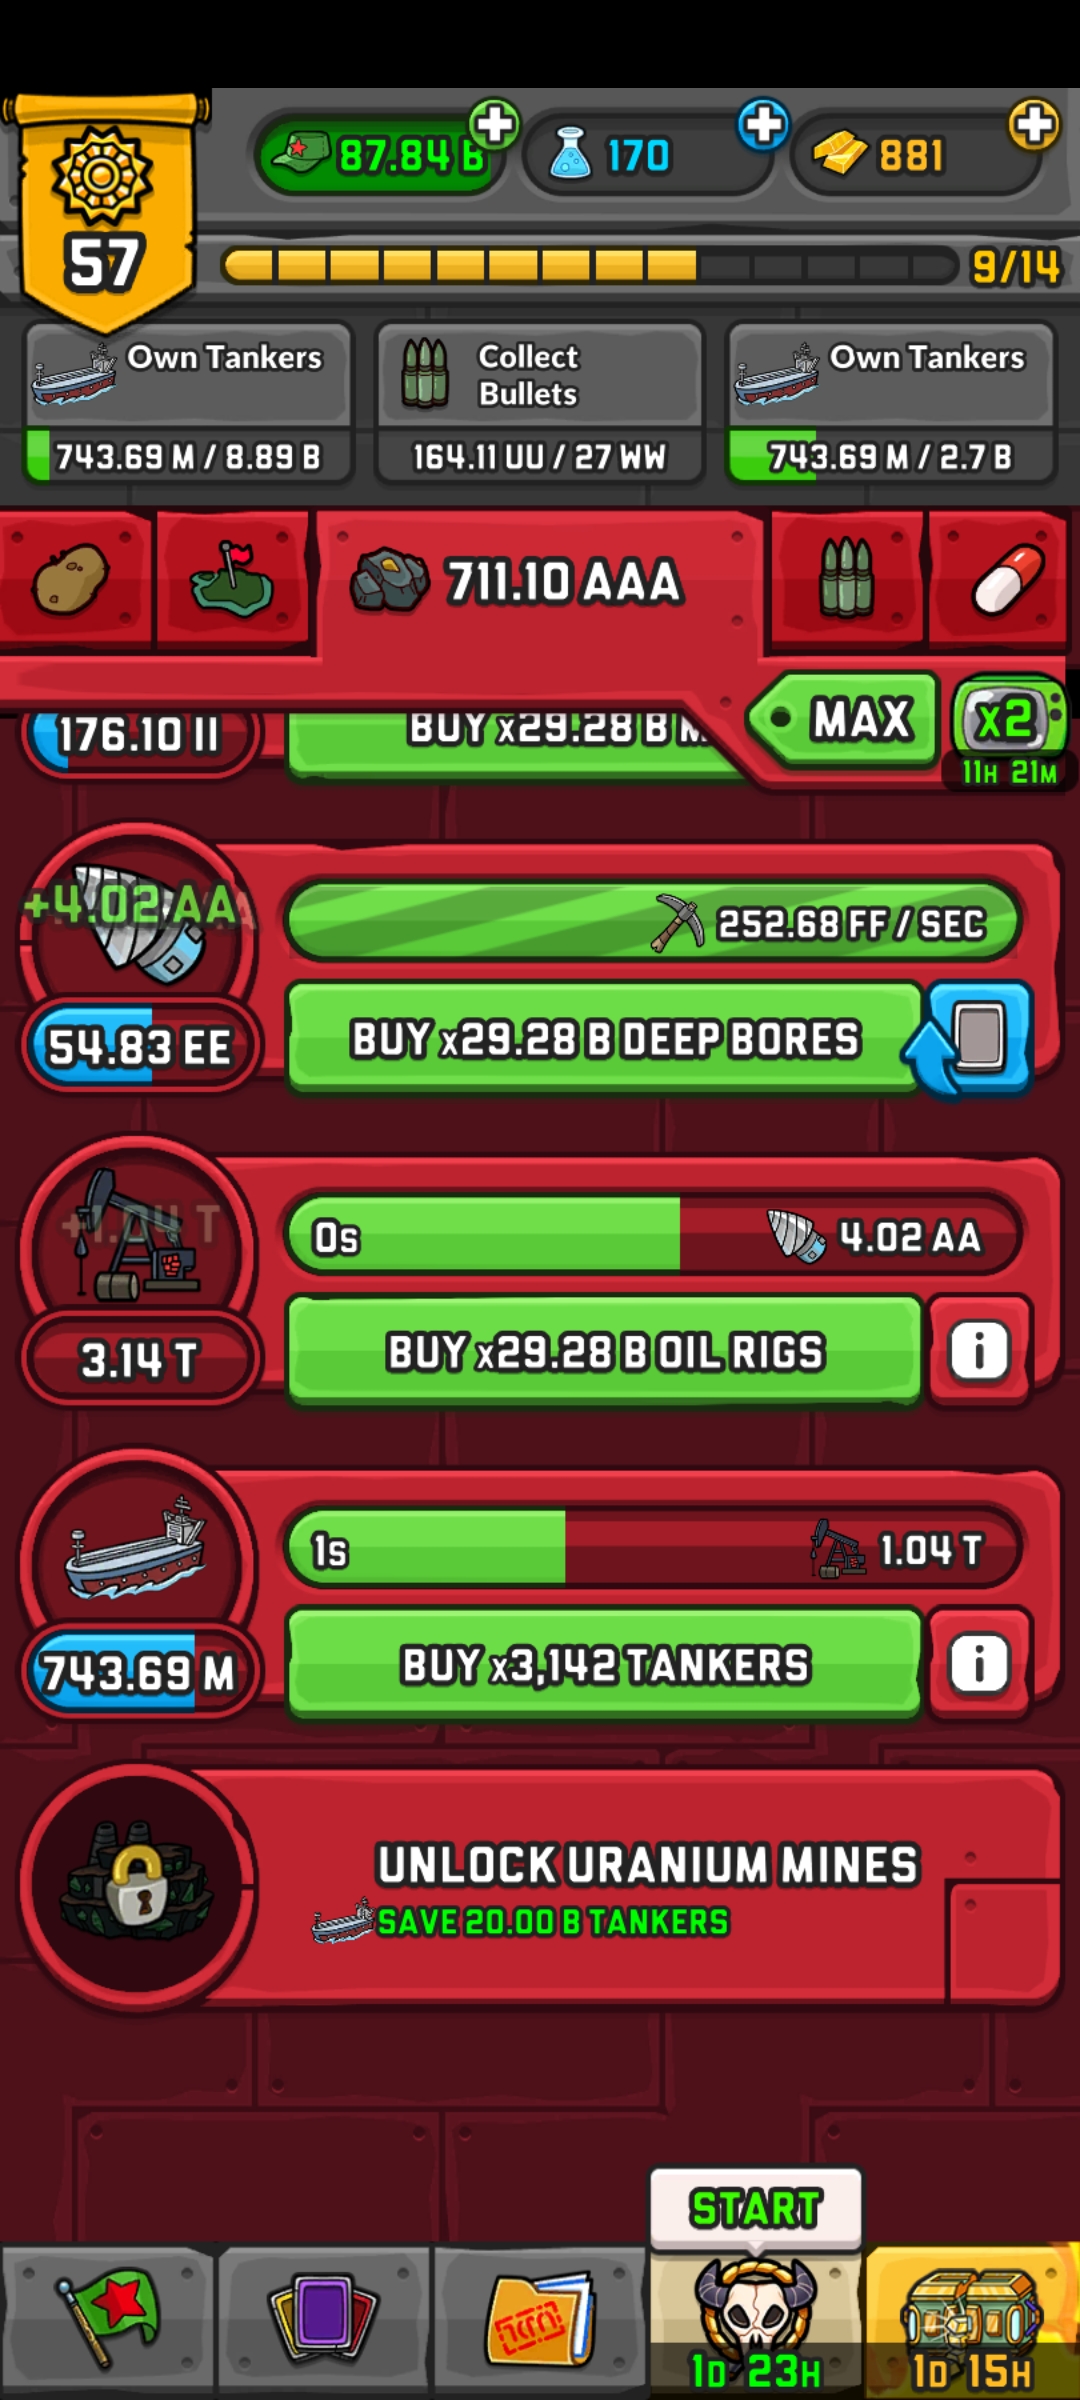 87.84 B
170
881
57
9/14
Own Tankers
743.69 M / 8.89 B
Collect
Bullets
164.11 UU / 27 WW
Own Tankers
743.69 M / 2.7 B
711.10 AAA
MAX
x2
11H 21M
176.10 II
BUY x29.28 B
+4.02 AA
252.68 FF / SEC
54.83 EE
BUY x29.28 B DEEP BORES
+1.04 T
0s
4.02 AA
3.14 T
BUY x29.28 B OIL RIGS
i
1s
1.04 T
743.69 M
BUY x3,142 TANKERS
i
UNLOCK URANIUM MINES
SAVE 20.00 B TANKERS
START
1D 23H
1D 15H